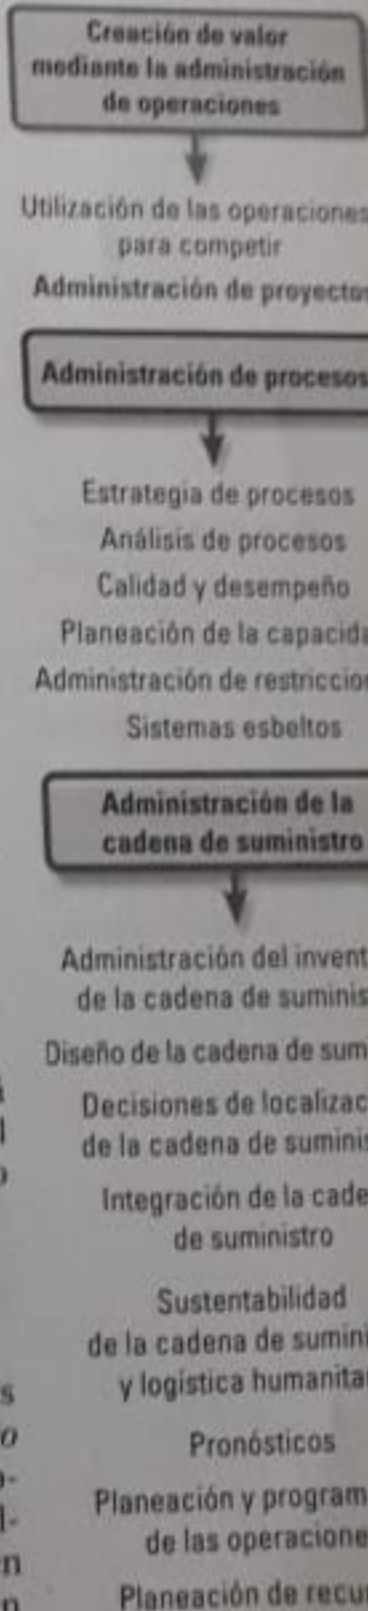 Creación de valor
mediante la administración
de operaciones
Utilización de las operaciones
para competir
Administración de proyectos
Administración de procesos
Estrategia de procesos
Análisis de procesos
Calidad y desempeño
Planeación de la capacida
Administración de restriccion
Sistemas esbeltos
Administración de la
cadena de suministro
Administración del invent
de la cadena de suminis
Diseño de la cadena de sumi
Decisiones de localizac
de la cadena de suminis
Integración de la cade
de suministro
Sustentabilidad
de la cadena de sumini
y logística humanita
Pronósticos
Planeación y program
de las operacione
Planeación de recu